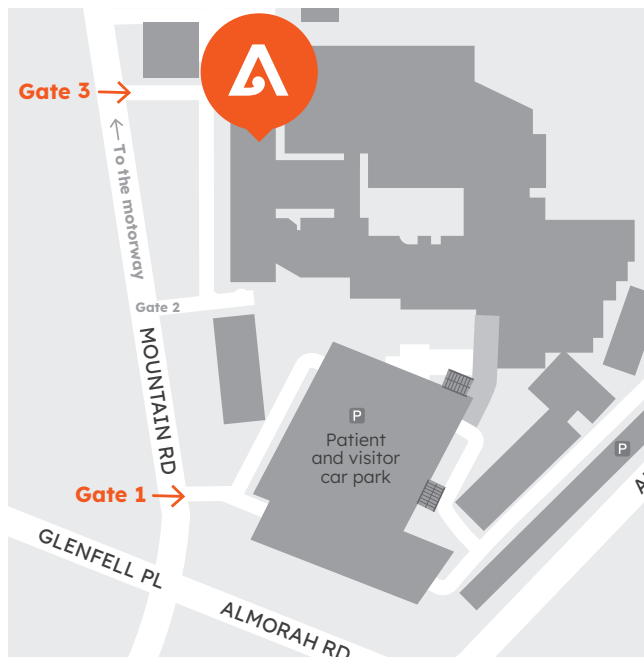 Gate 3
To the motorway
Gate 2
MOUNTAIN RD
P
Patient
and visitor
car park
P
Gate 1
GLENFELL PL
ALMORAH RD